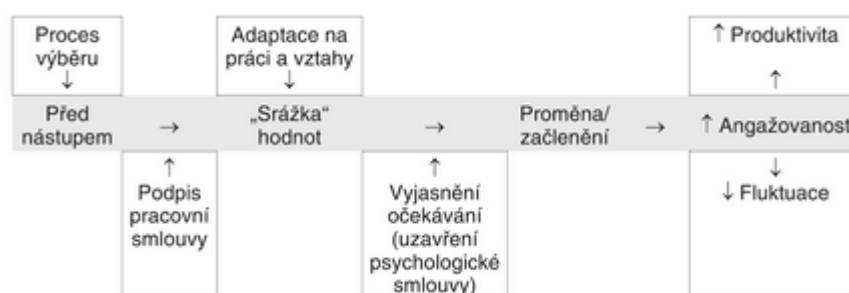 Proces
výběru
↓
Adaptace na
práci a vztahy
↓
↑ Produktivita
↑
Před
nástupem
→
„Srážka“
hodnot
→
Proměna/
začlenění
→
↑ Angažovanost
↑
Podpis
pracovní
smlouvy
↑
Vyjasnění
očekávání
(uzavření
psychologické
smlouvy)
↓
↓ Fluktuace